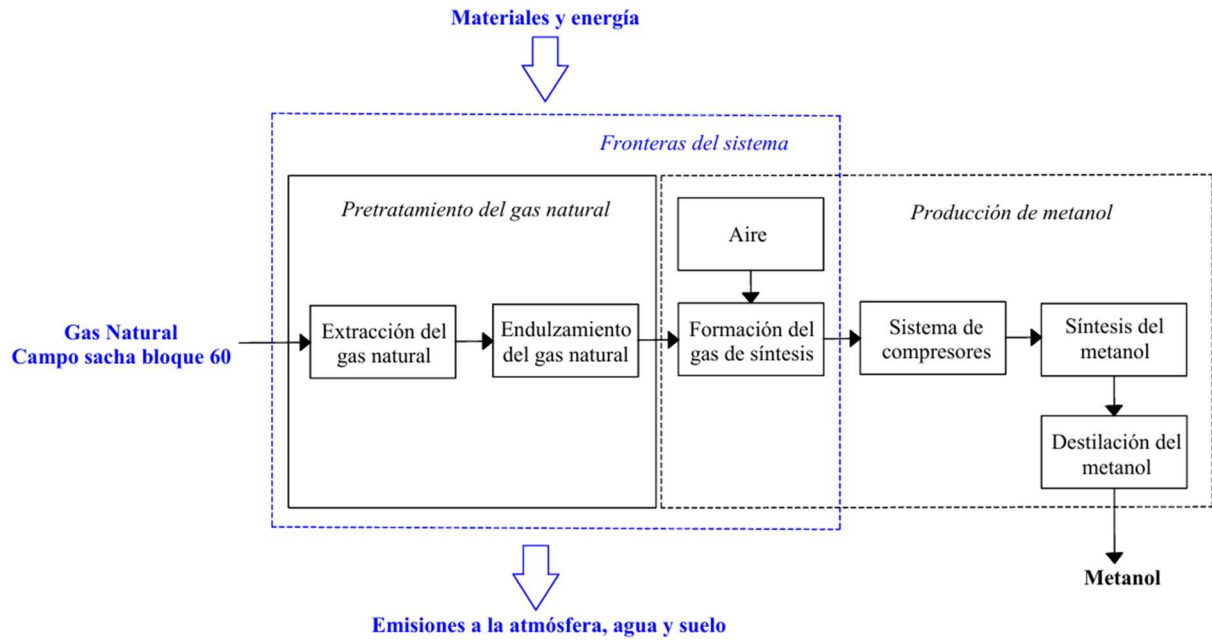 Materiales y energía
Fronteras del sistema
Pretratamiento del gas natural
Producción de metanol
Aire
Gas Natural
Campo sacha bloque 60
Extracción del
gas natural
Endulzamiento
del gas natural
Formación del
gas de síntesis
Sistema de
compresores
Síntesis del
metanol
Destilación del
metanol
Metanol
Emisiones a la atmósfera, agua y suelo